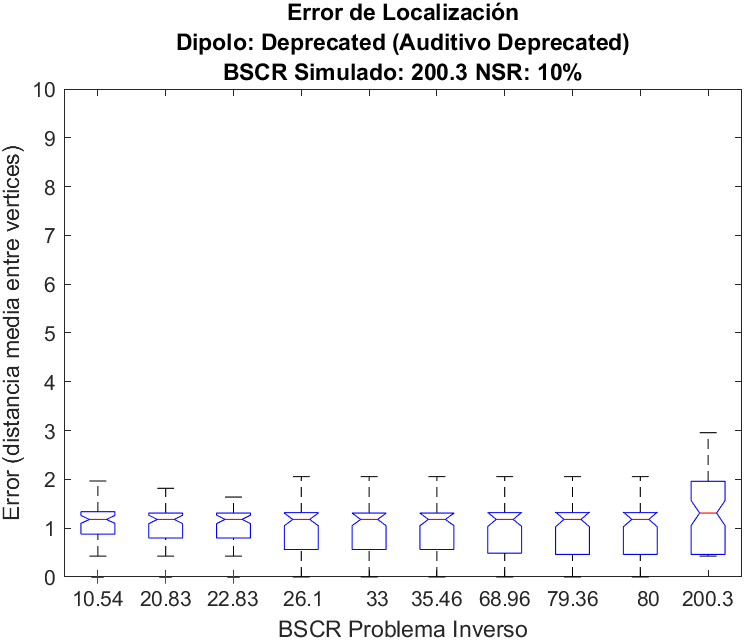 Error de Localización
Dipolo: Deprecated (Auditivo Deprecated)
BSCR Simulado: 200.3 NSR: 10%
Error (distancia media entre vertices)
10
9
8
7
6
5
4
3
2
1
0
10.54 20.83 22.83 26.1 33 35.46 68.96 79.36 80 200.3
BSCR Problema Inverso